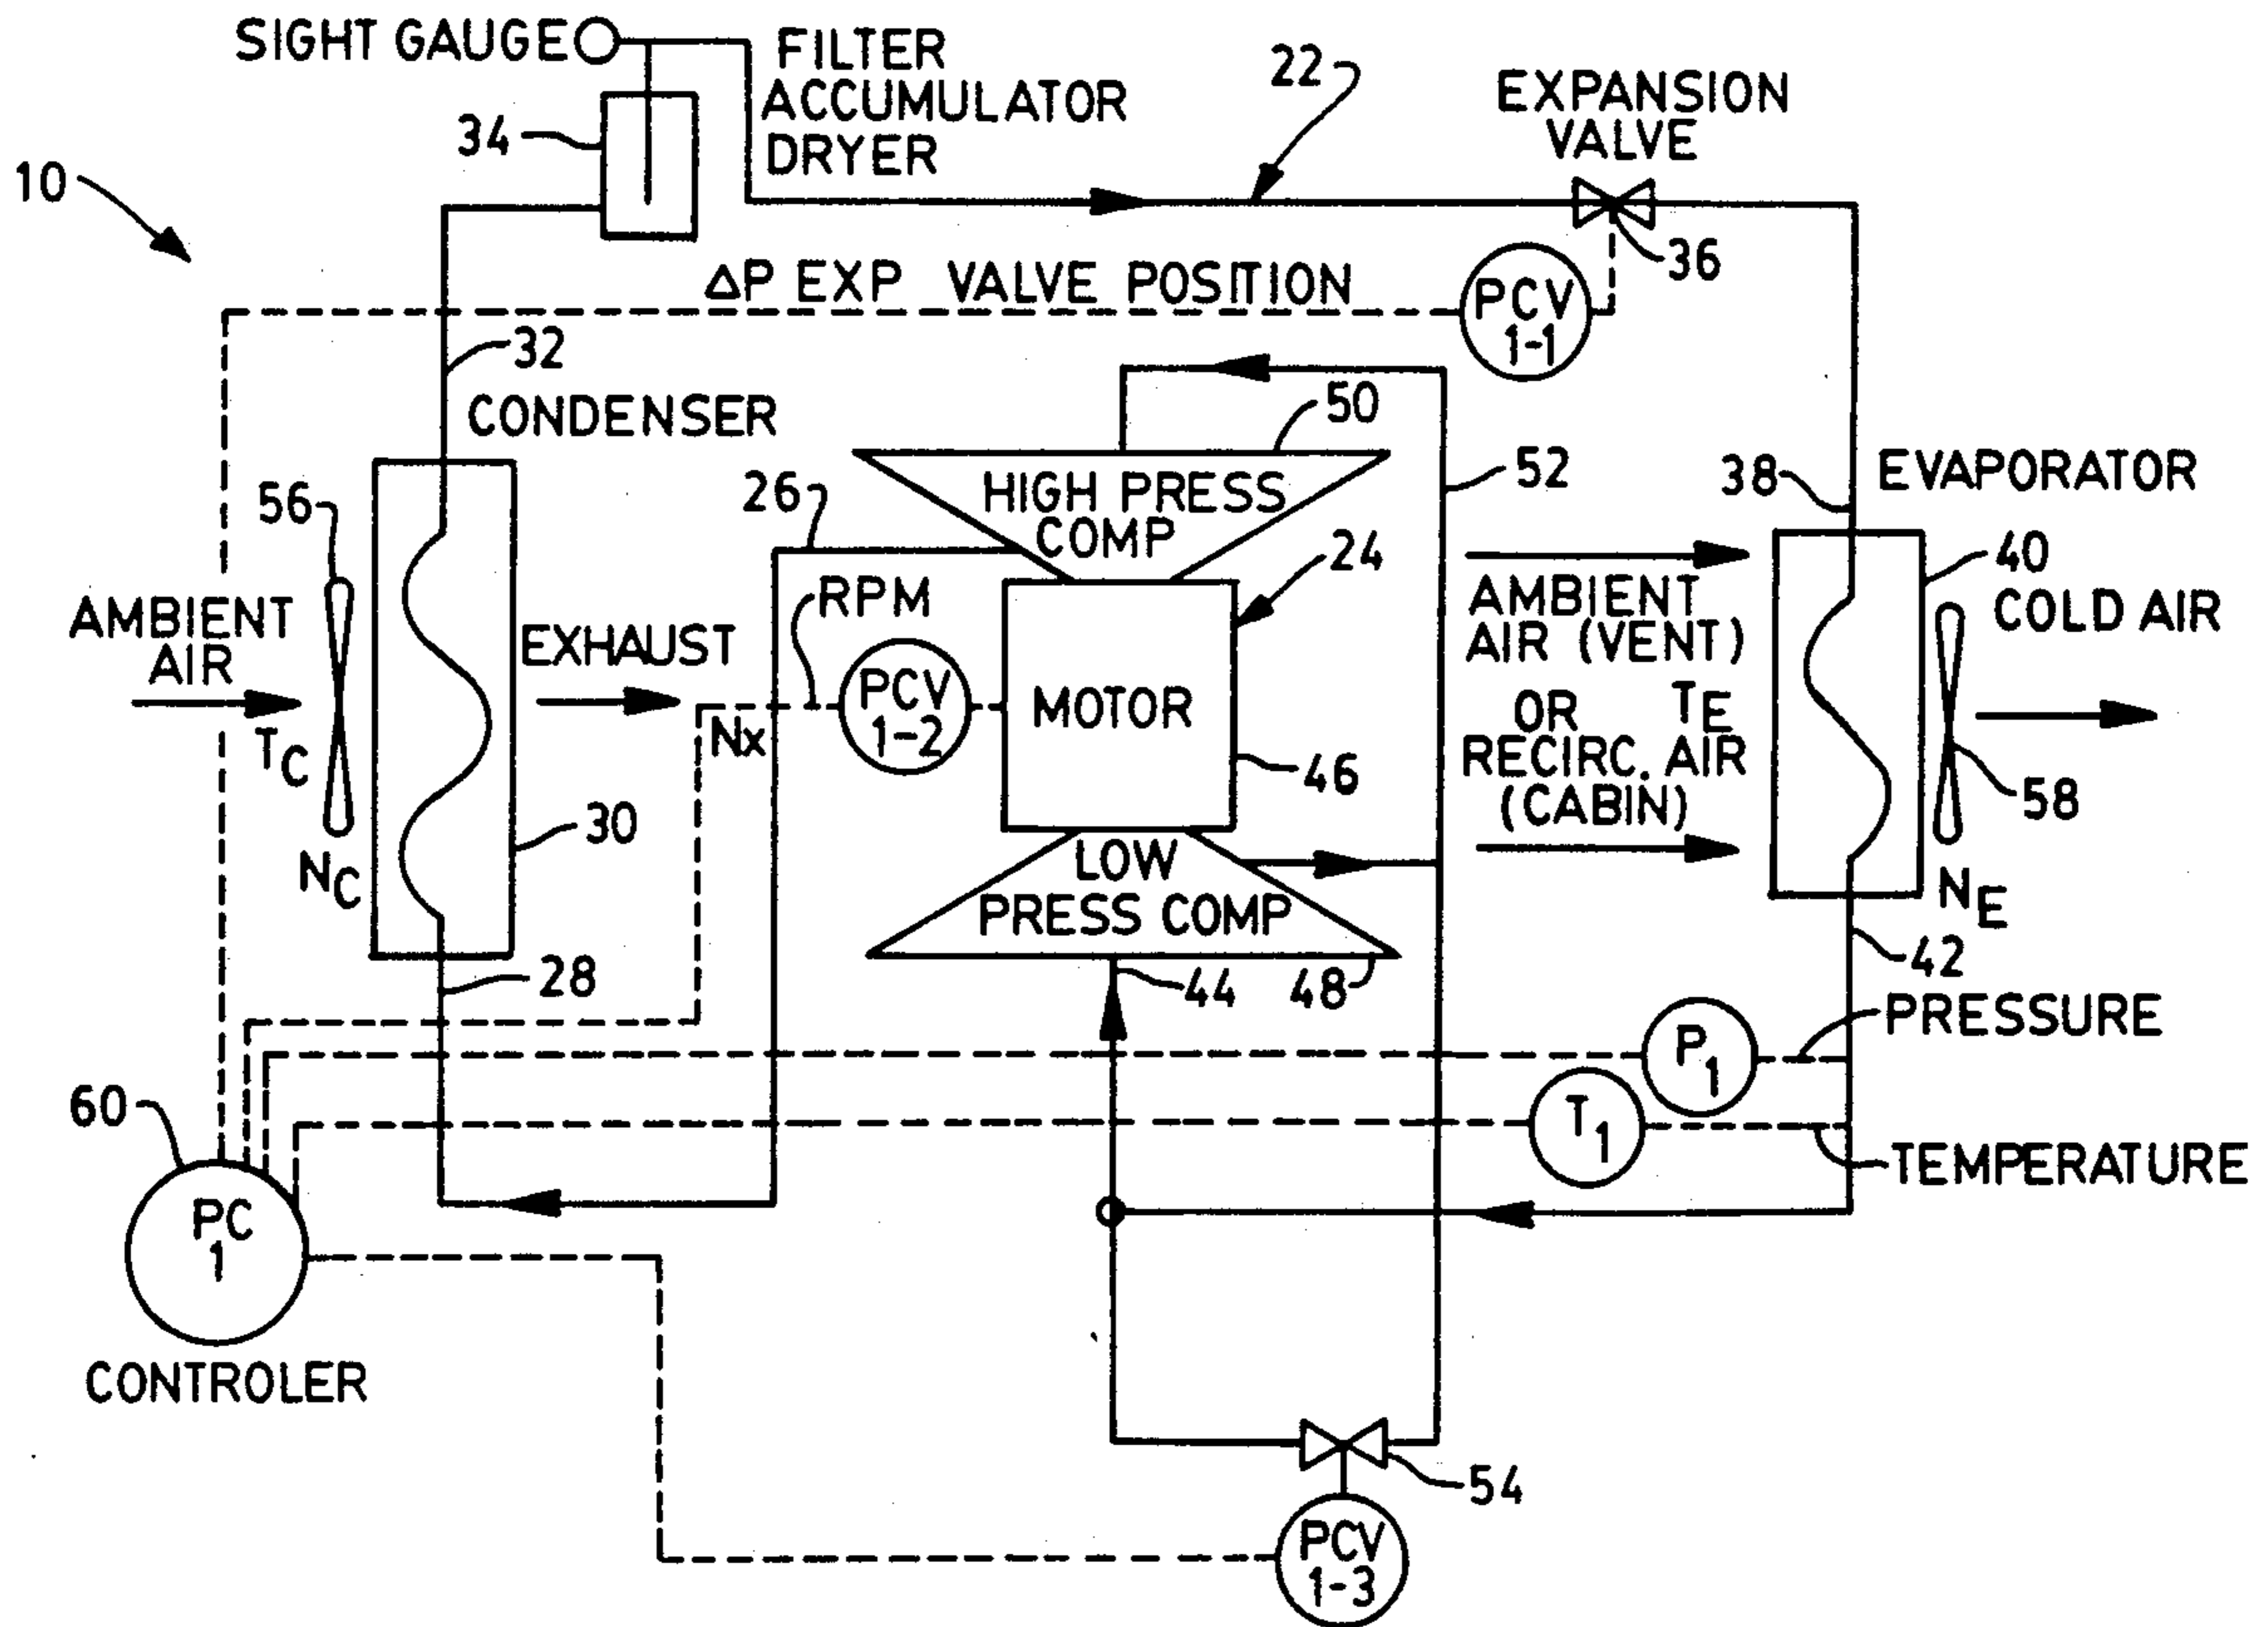 SIGHT GAUGE
FILTER
ACCUMULATOR
DRYER
34
22
EXPANSION
VALVE
10
36
ΔP EXP VALVE POSITION
PCV
1-1
32
CONDENSER
50
52
38
EVAPORATOR
56
26
HIGH PRESS
COMP
24
40
AMBIENT
AIR
TC
EXHAUST
RPM
Nx
PCV
1-2
MOTOR
46
AMBIENT
AIR (VENT)
OR TE
RECIRC. AIR
(CABIN)
COLD AIR
58
30
NC
LOW
PRESS COMP
NE
28
44
48
42
PRESSURE
P1
60
T1
TEMPERATURE
PC
1
CONTROLER
54
PCV
1-3